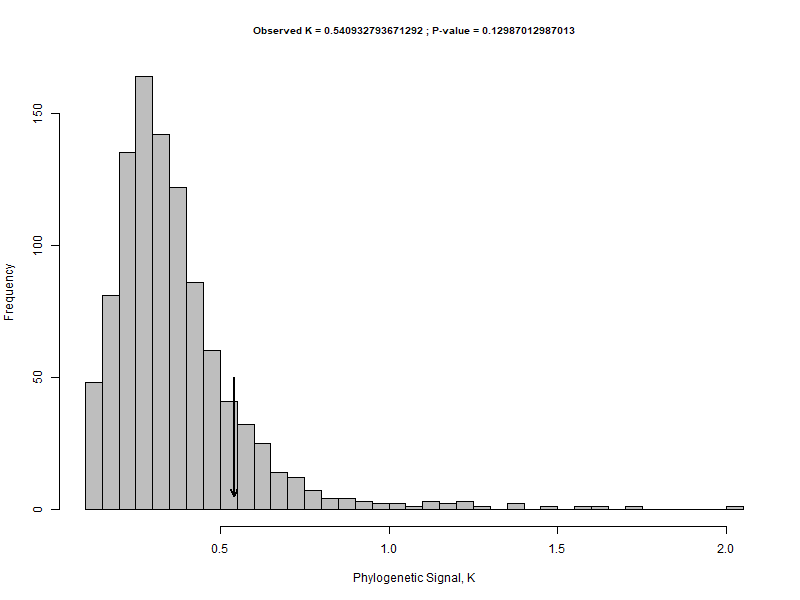 Observed K = 0.540932793671292 ; P-value = 0.12987012987013
150
100
50
0
Frequency
0.5 1.0 1.5 2.0
Phylogenetic Signal, K